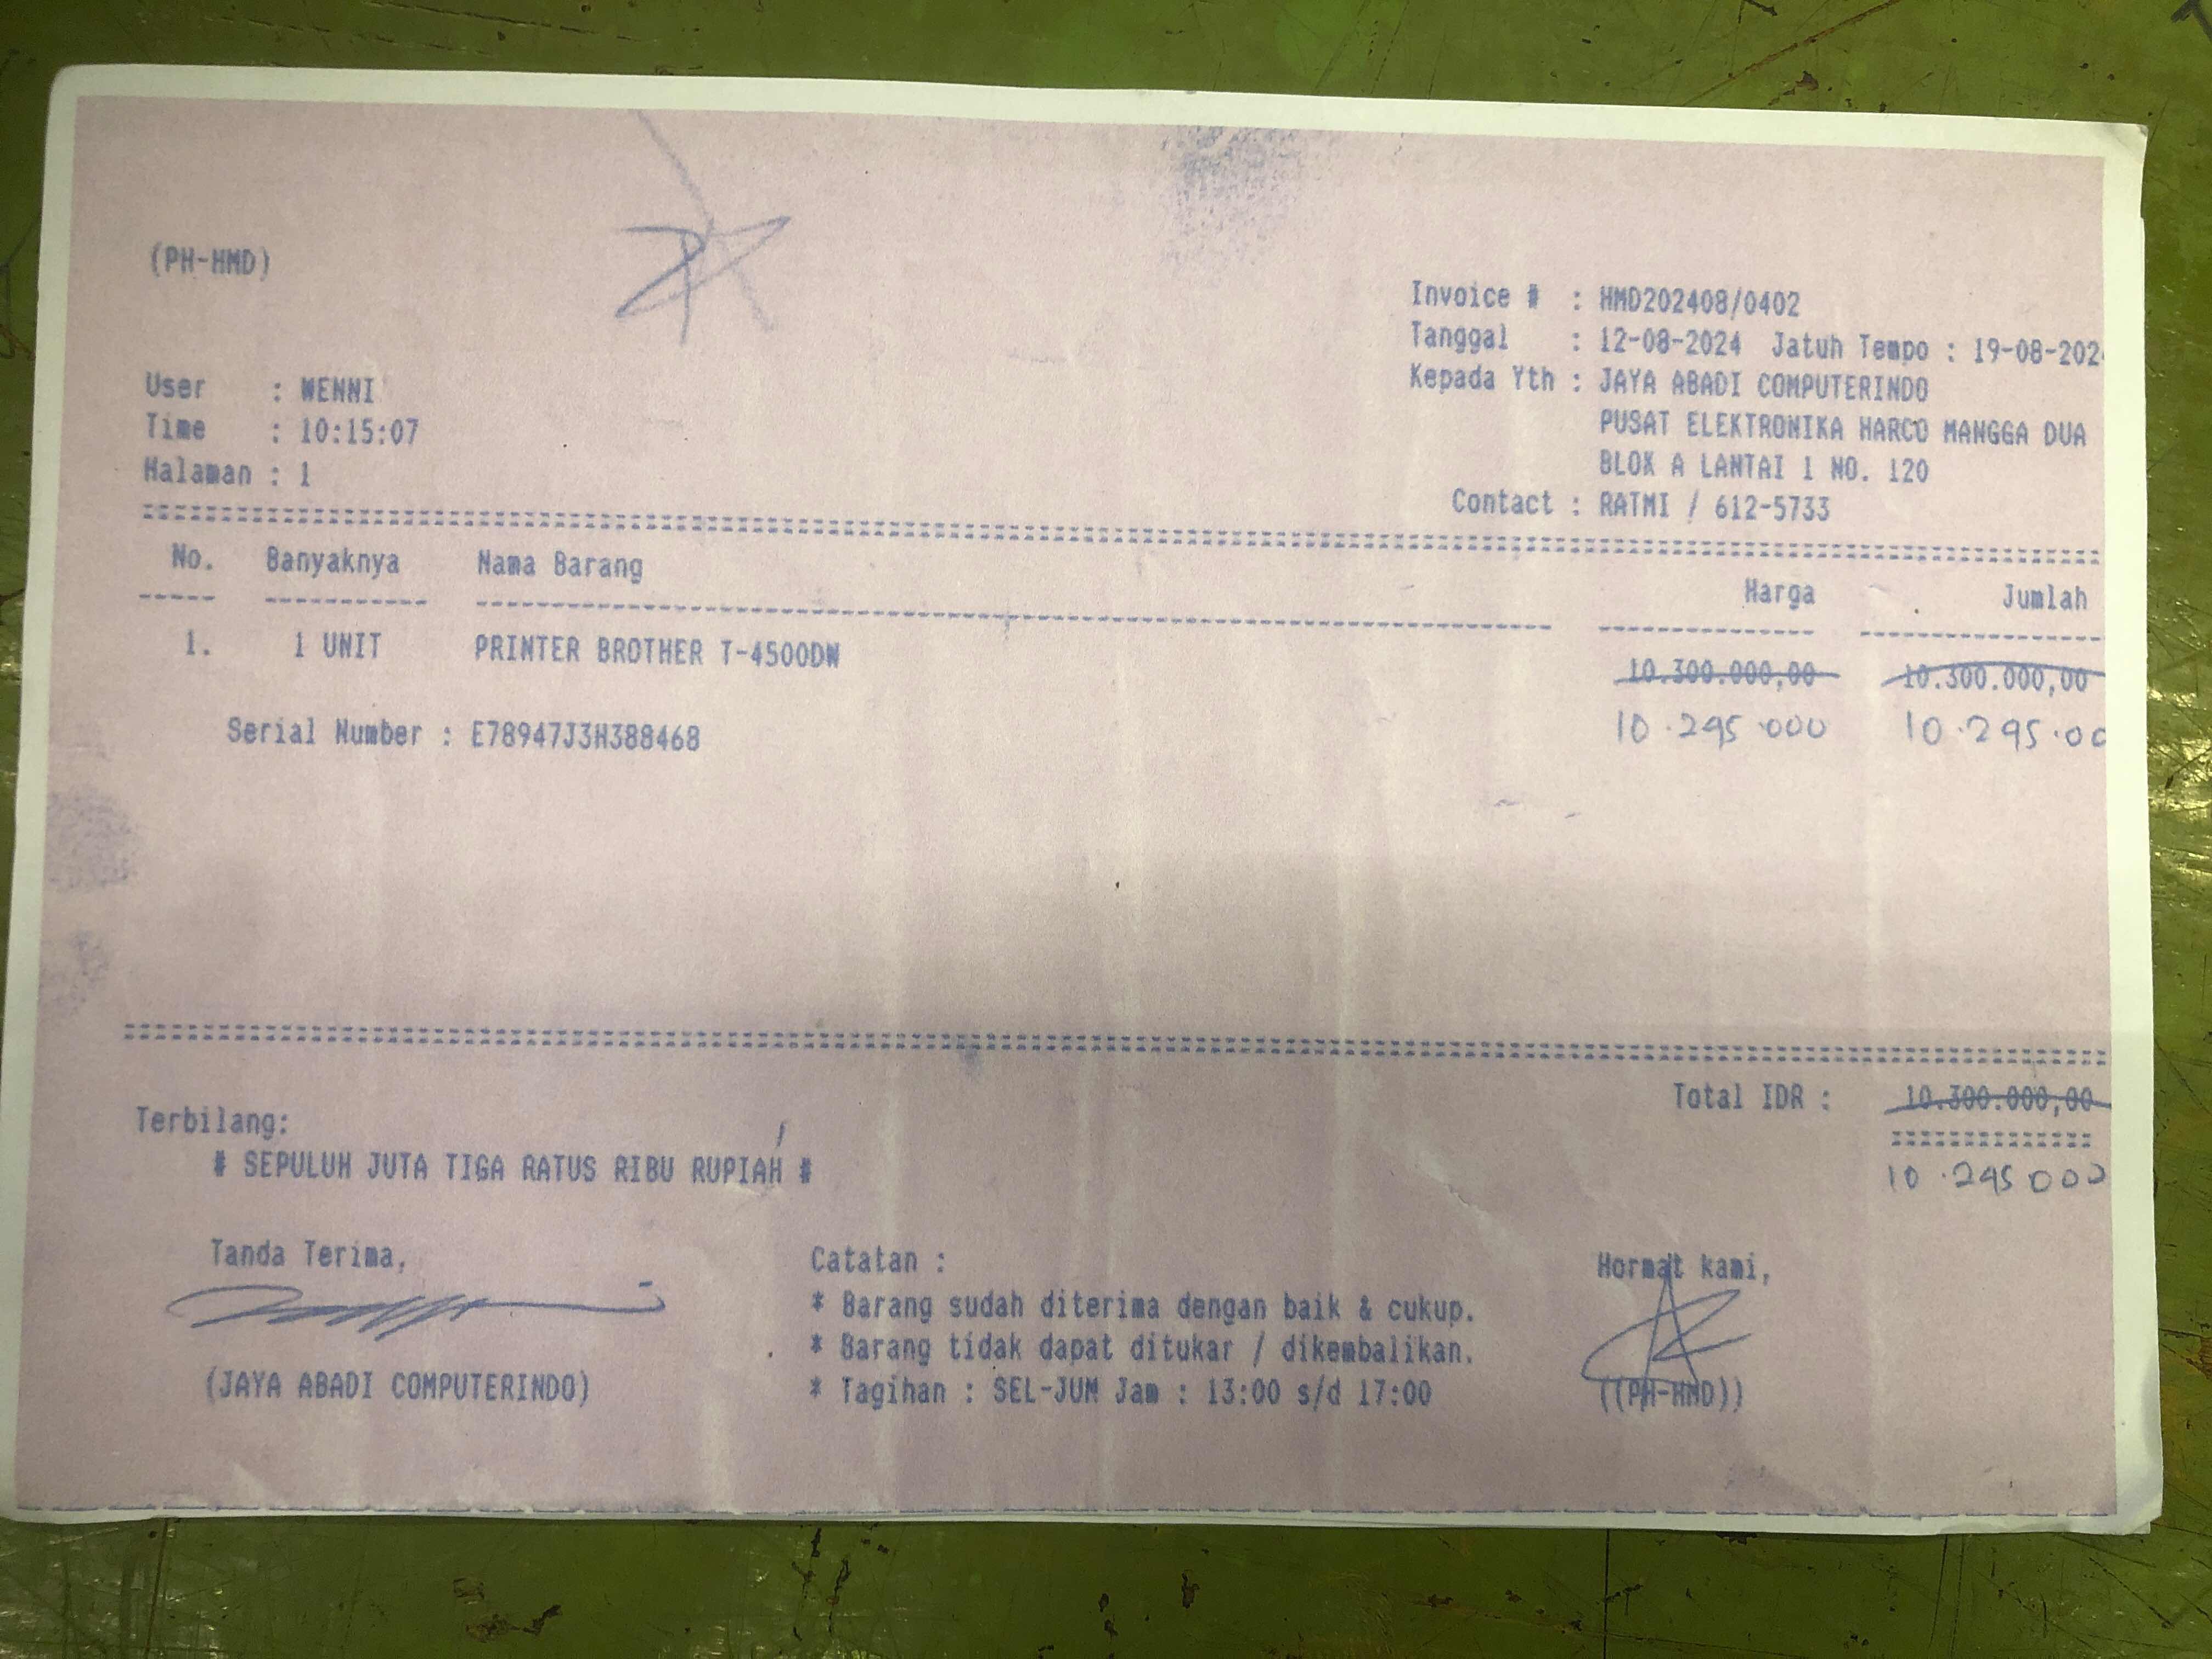 (PH-HMD)
Invoice # : HMD202408/0402
Tanggal : 12-08-2024 Jatuh Tempo : 19-08-202
User : WENNI
Kepada Yth : JAYA ABADI COMPUTERINDO
Time : 10:15:07
PUSAT ELEKTRONIKA HARCO MANGGA DUA
Halaman : 1
BLOK A LANTAI 1 NO. 120
Contact : RATMI / 612-5733
No. Banyaknya Nama Barang Harga Jumlah
1. 1 UNIT PRINTER BROTHER T-4500DW 10.300.000,00 10.300.000,00
Serial Number : E78947J3H388468 10.295.000 10.295.00
Total IDR : 10.300.000,00
Terbilang:
# SEPULUH JUTA TIGA RATUS RIBU RUPIAH # 10.295 000
Tanda Terima, Catatan : Hormat kami,
* Barang sudah diterima dengan baik & cukup.
* Barang tidak dapat ditukar / dikembalikan.
(JAYA ABADI COMPUTERINDO) * Tagihan : SEL-JUM Jam : 13:00 s/d 17:00 ((PH-HMD))